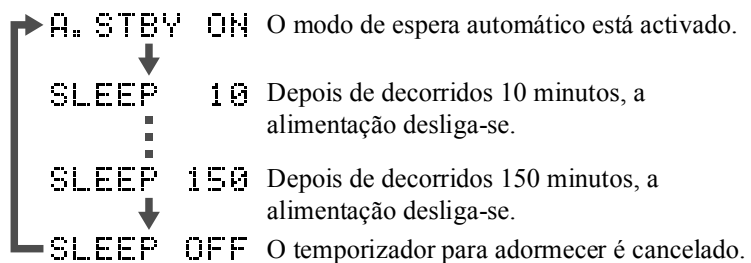 A. STBY ON O modo de espera automático está activado.
SLEEP 10 Depois de decorridos 10 minutos, a
alimentação desliga-se.
SLEEP 150 Depois de decorridos 150 minutos, a
alimentação desliga-se.
SLEEP OFF O temporizador para adormecer é cancelado.